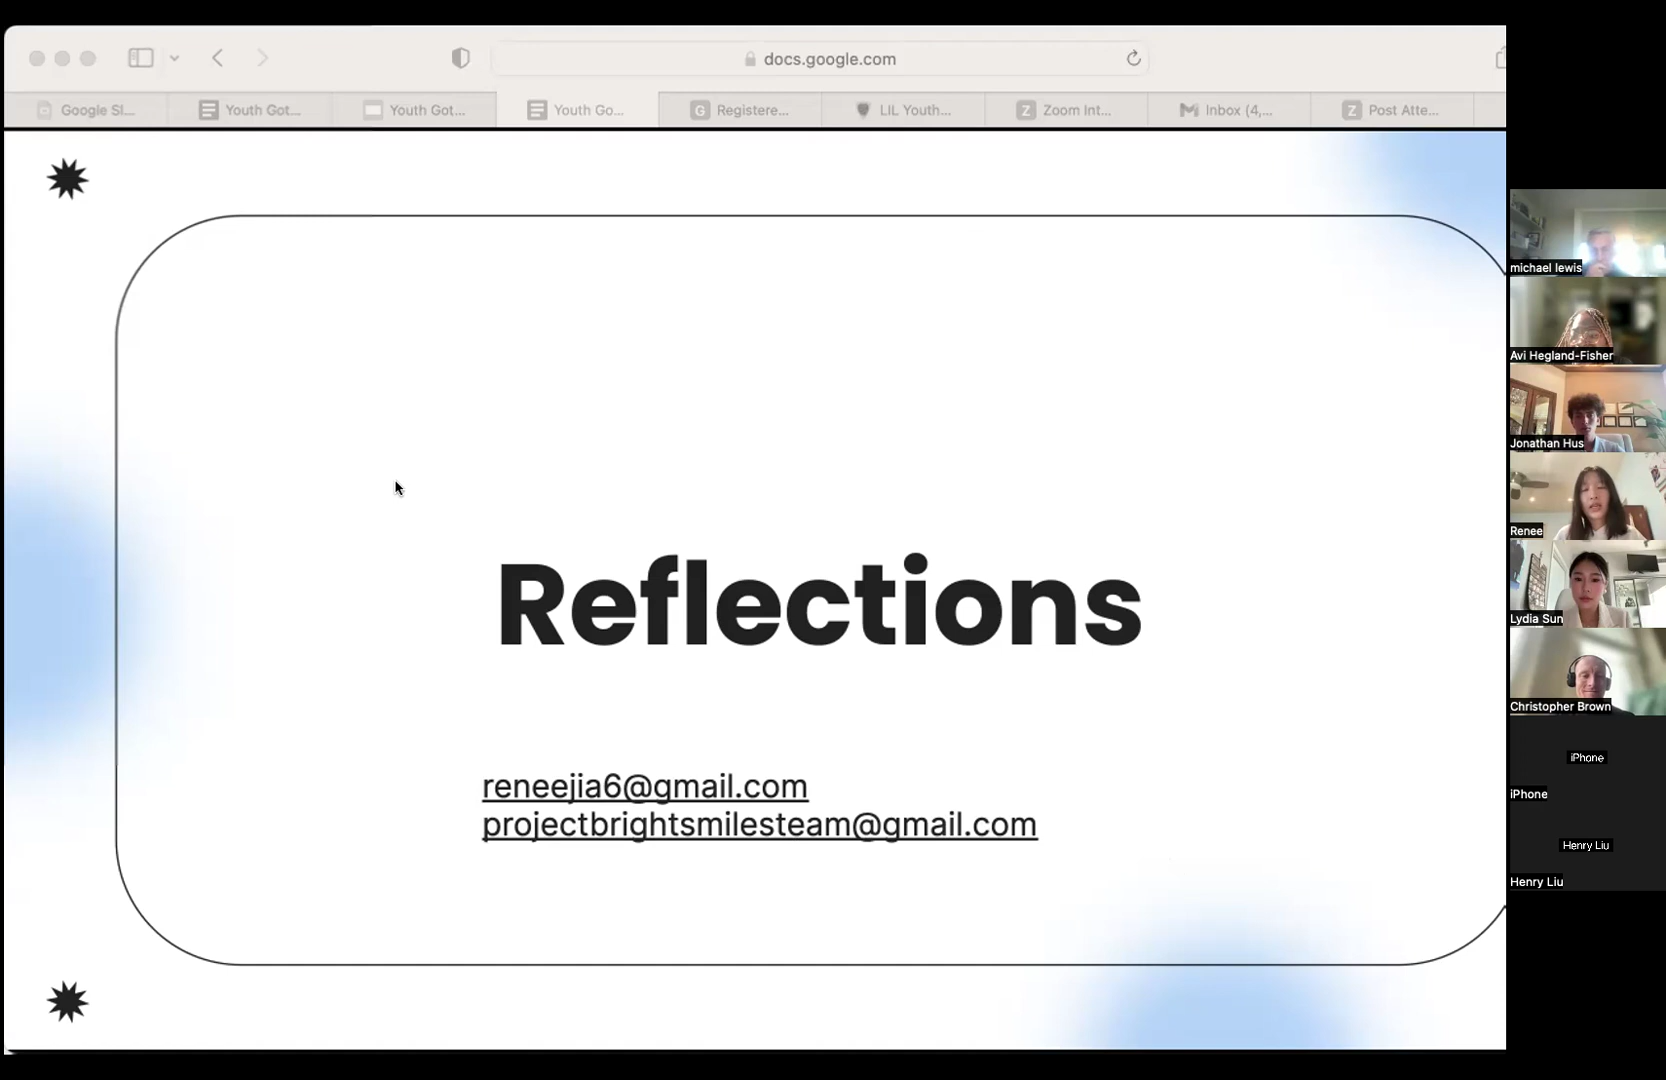 docs.google.com
Google Sl...
Youth Got...
Youth Got...
Youth Go...
Registere...
LIL Youth...
Zoom Int...
Inbox (4,...
Post Atte...
Reflections
reneejia6@gmail.com
projectbrightsmilesteam@gmail.com
michael lewis
Avi Hegland-Fisher
Jonathan Hus
Renee
Lydia Sun
Christopher Brown
iPhone
iPhone
Henry Liu
Henry Liu